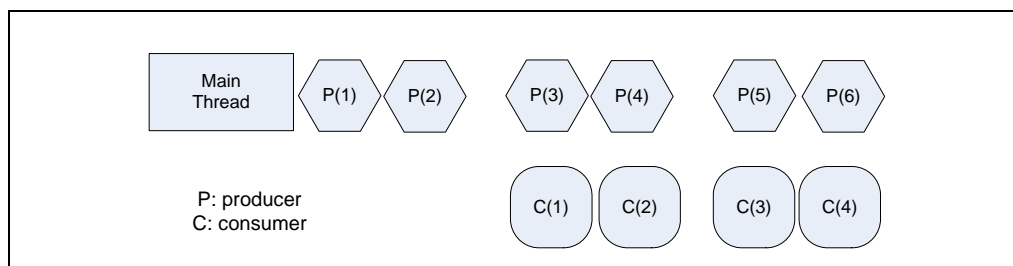 Main
Thread
P(1)
P(2)
P(3)
P(4)
P(5)
P(6)
P: producer
C: consumer
C(1)
C(2)
C(3)
C(4)